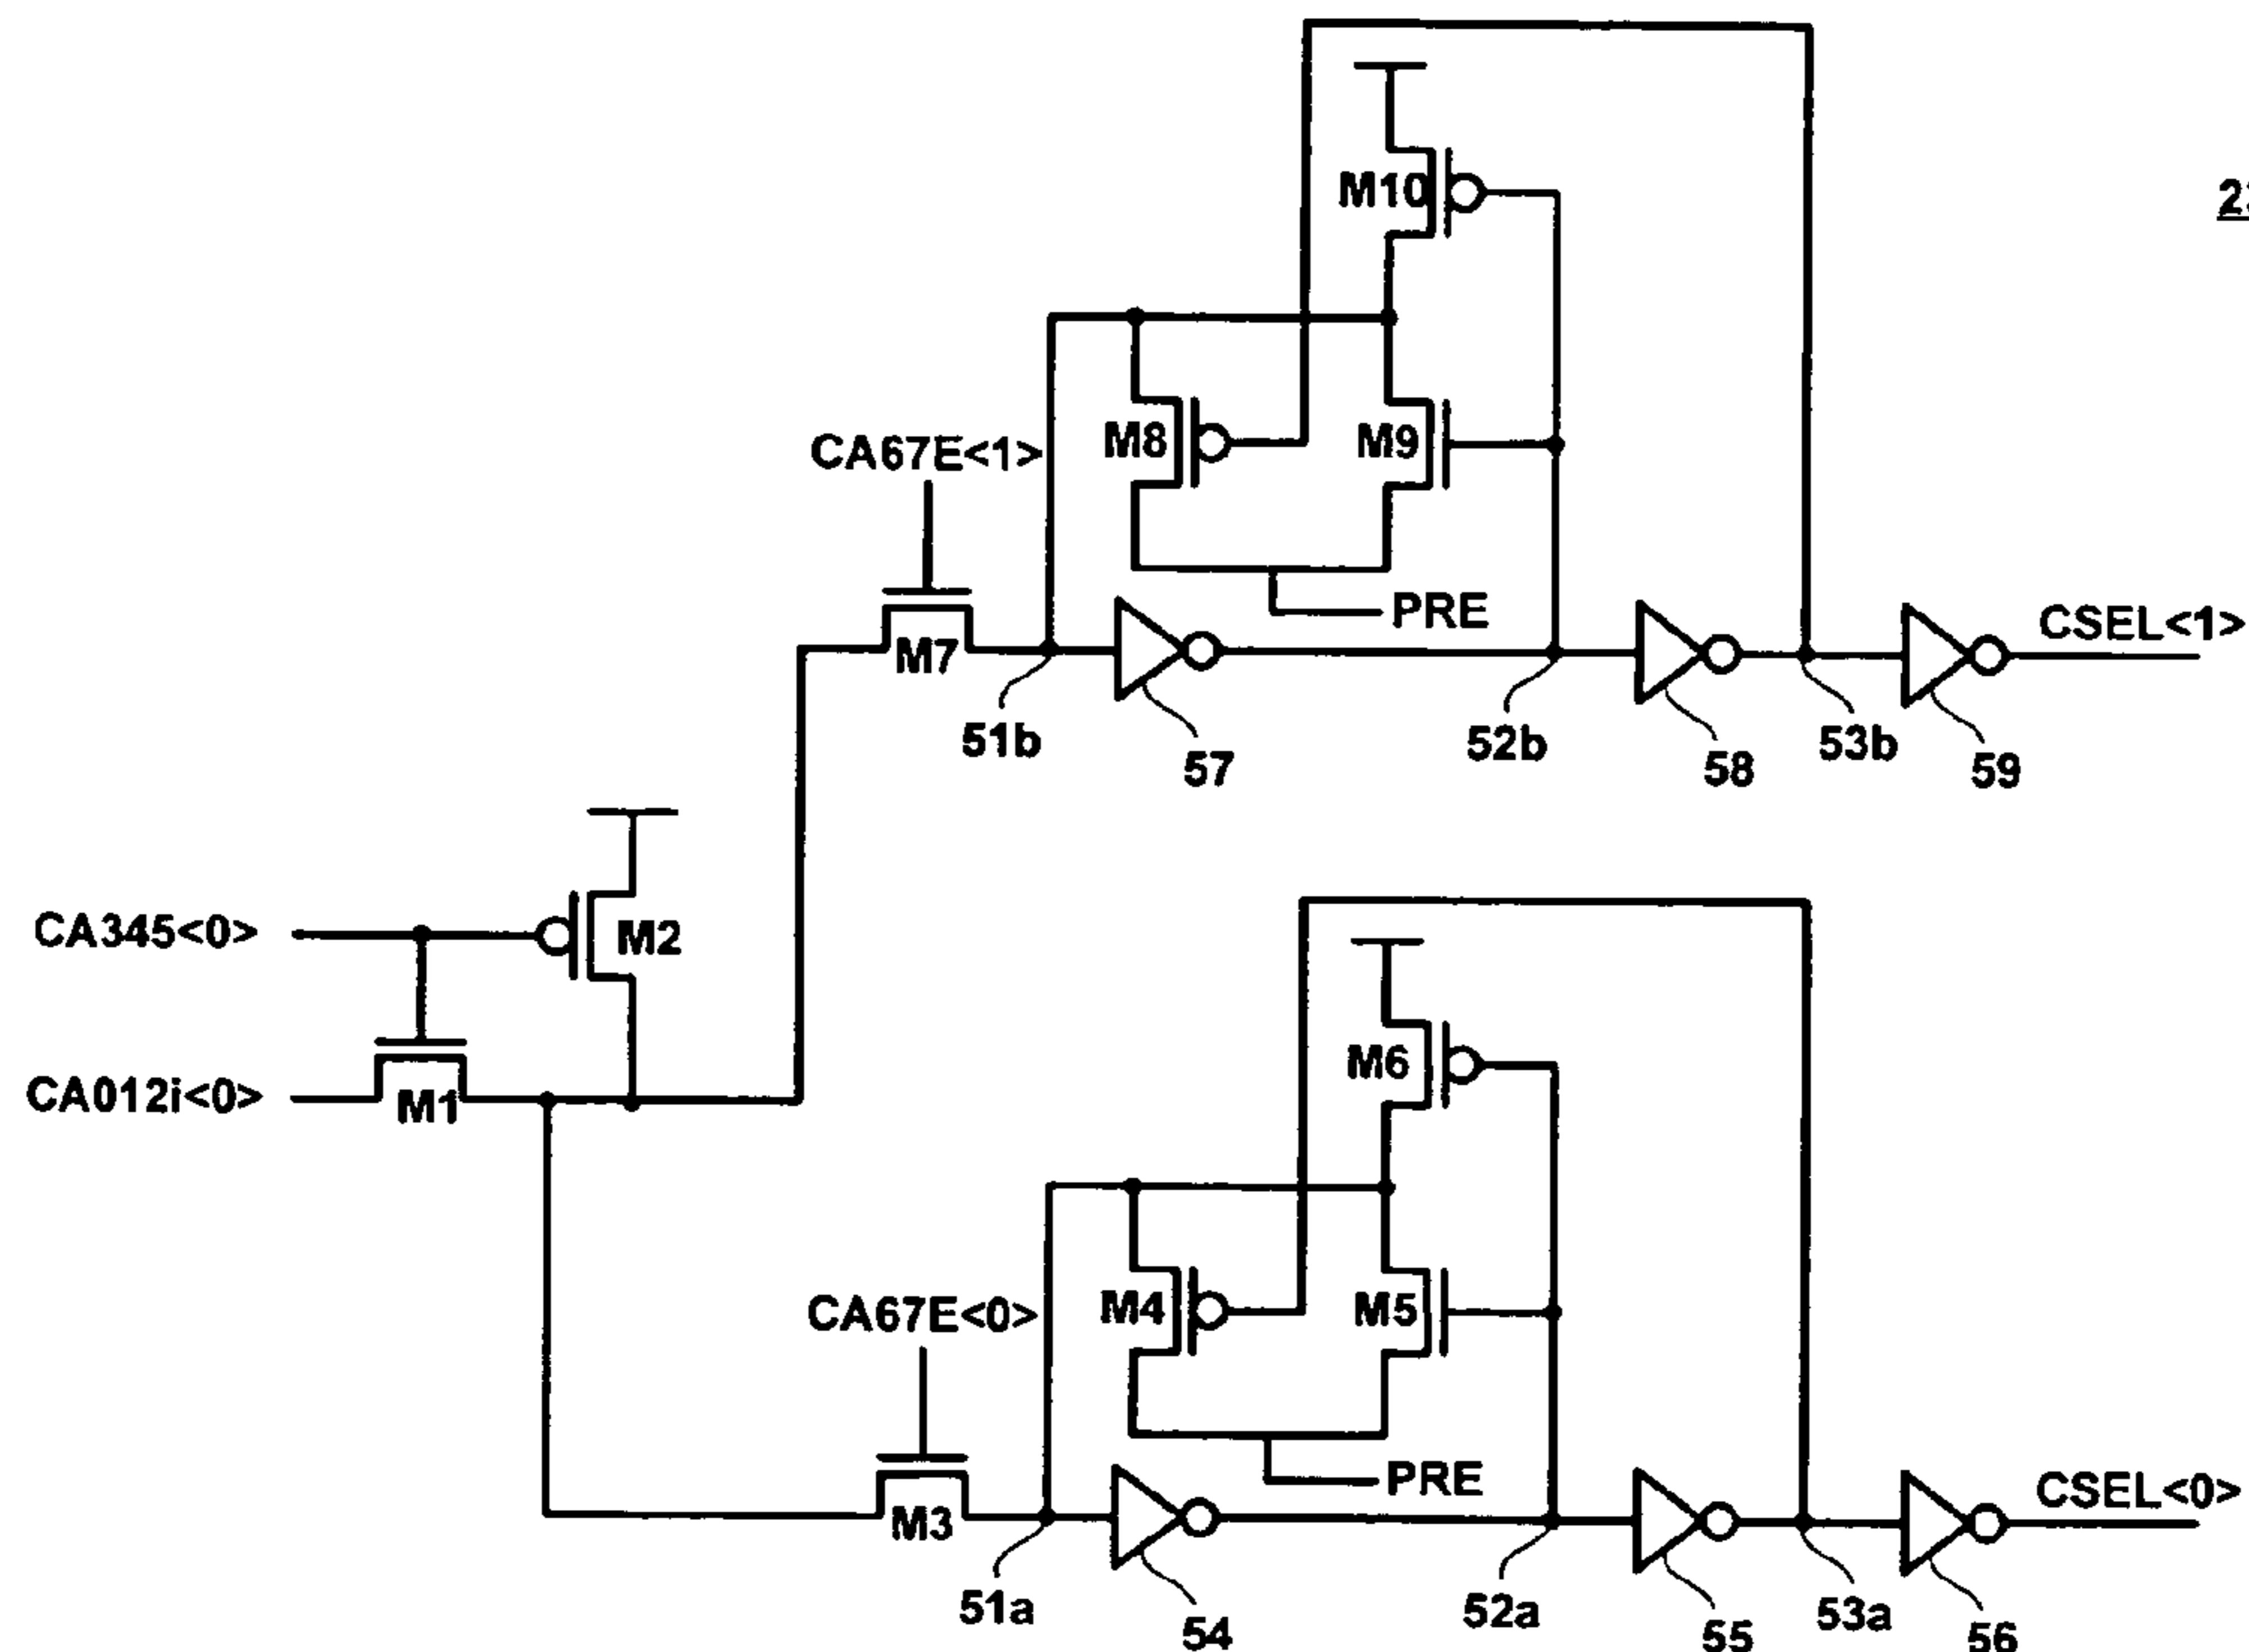 M10
M8
M9
CA67E<1>
PRE
CSEL<1>
M7
51b
57
52b
58
53b
59
CA345<0>
M2
CA012i<0>
M1
M6
M4
M5
CA67E<0>
PRE
CSEL<0>
M3
51a
54
52a
55
53a
56